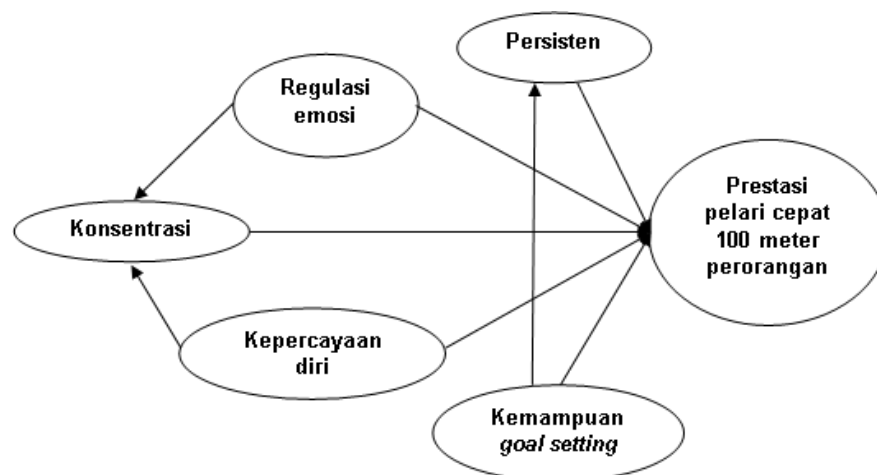 Persisten
Regulasi
emosi
Prestasi
pelari cepat
100 meter
perorangan
Konsentrasi
Kepercayaan
diri
Kemampuan
goal setting